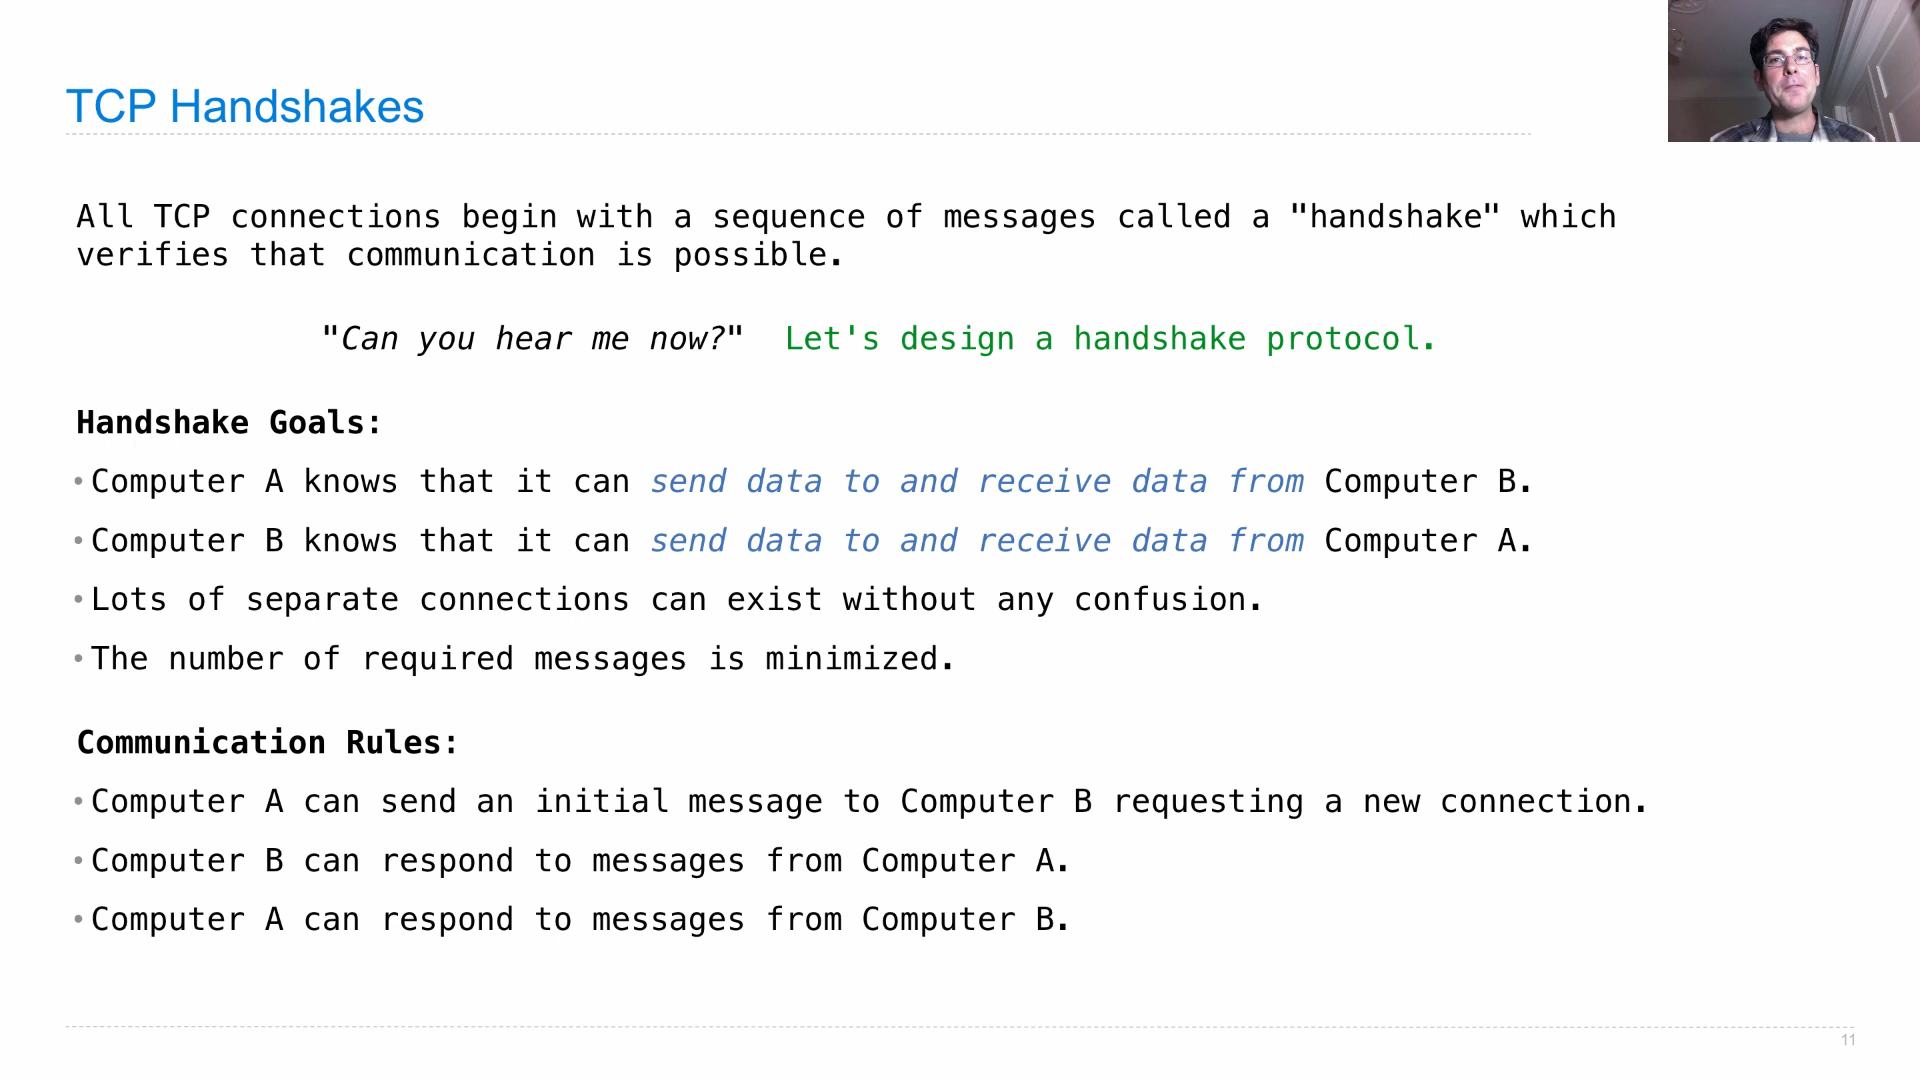 TCP Handshakes
All TCP connections begin with a sequence of messages called a "handshake" which
verifies that communication is possible.
"Can you hear me now?" Let's design a handshake protocol.
Handshake Goals:
•Computer A knows that it can send data to and receive data from Computer B.
•Computer B knows that it can send data to and receive data from Computer A.
•Lots of separate connections can exist without any confusion.
•The number of required messages is minimized.
Communication Rules:
•Computer A can send an initial message to Computer B requesting a new connection.
•Computer B can respond to messages from Computer A.
•Computer A can respond to messages from Computer B.
11